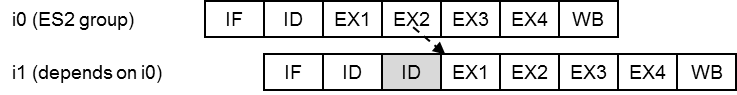 i0 (ES2 group) IF ID EX1 EX2 EX3 EX4 WB
i1 (depends on i0) IF ID ID EX1 EX2 EX3 EX4 WB